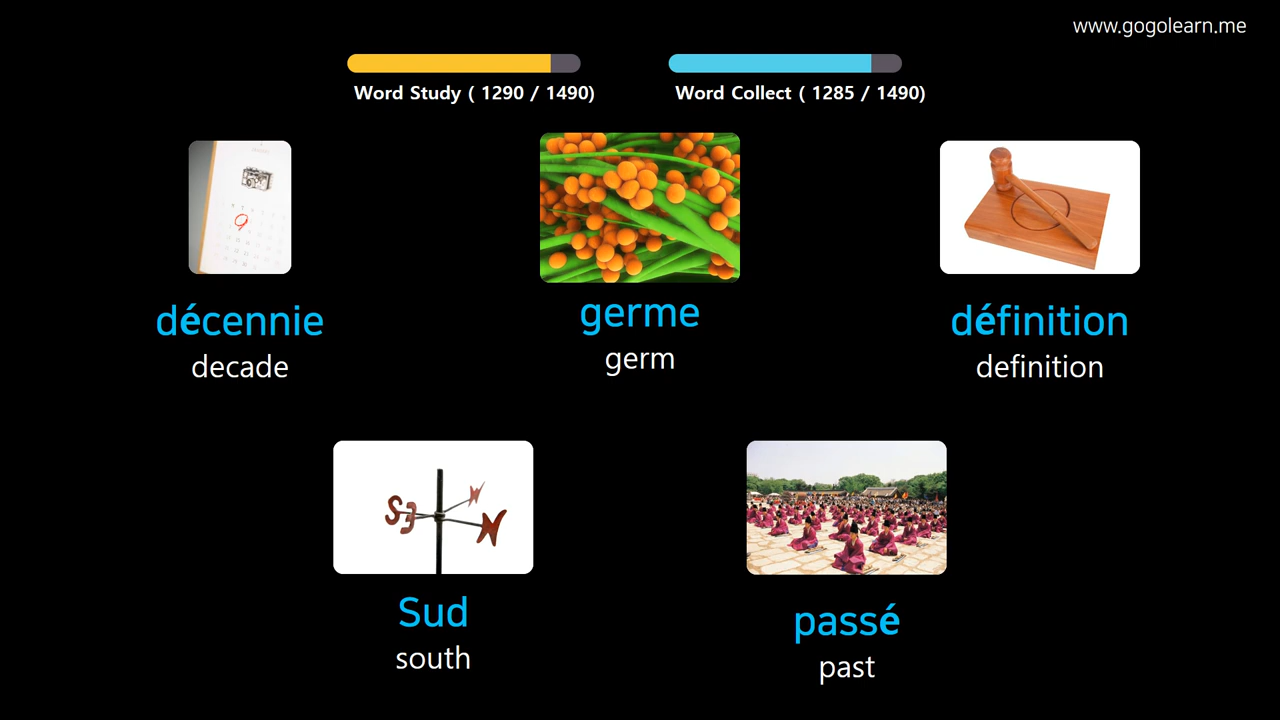 www.gogolearn.me
Word Study ( 1290 / 1490)
Word Collect ( 1285 / 1490)
décennie
decade
germe
germ
définition
definition
Sud
south
passé
past